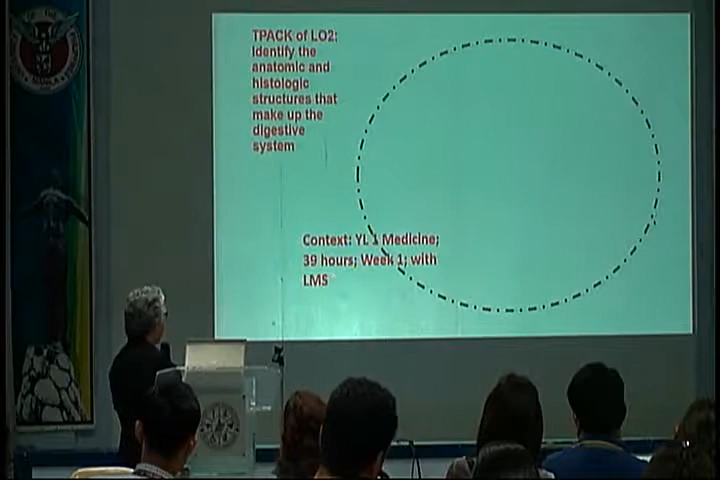 TPACK of LO2:
Identify the
anatomic and
histologic
structures that
make up the
digestive
system
Context: YL 1 Medicine;
39 hours; Week 1; with
LMS